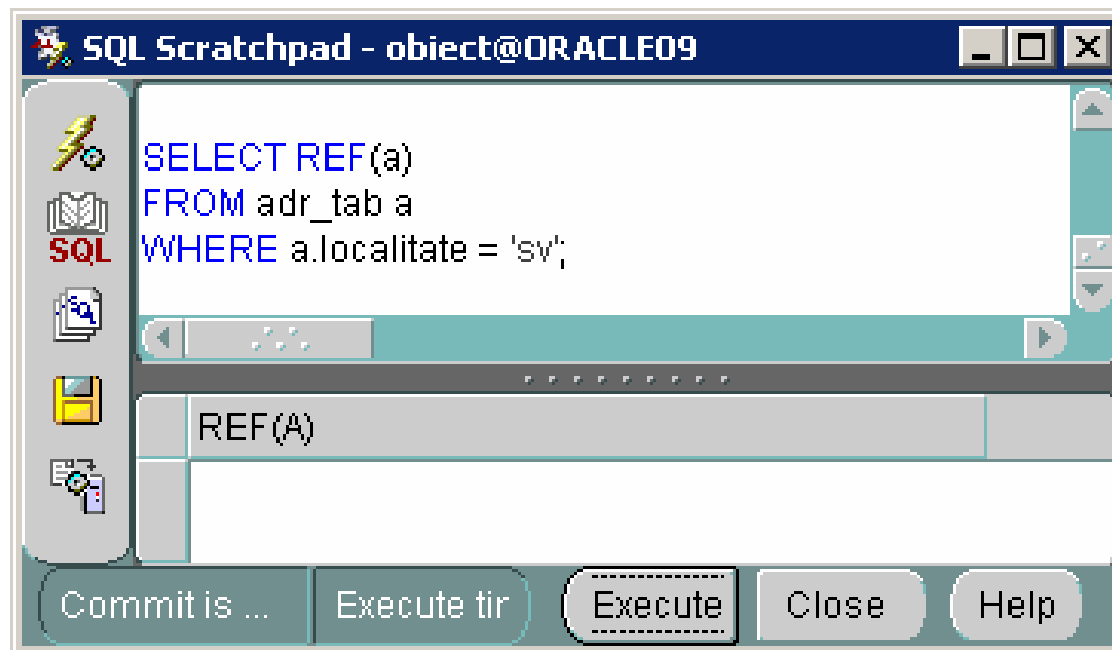 SQL Scratchpad - obiect@ORACLE09
SELECT REF(a)
FROM adr_tab a
WHERE a.localitate = 'sv';
SQL
REF(A)
Commit is ...
Execute tir
Execute
Close
Help